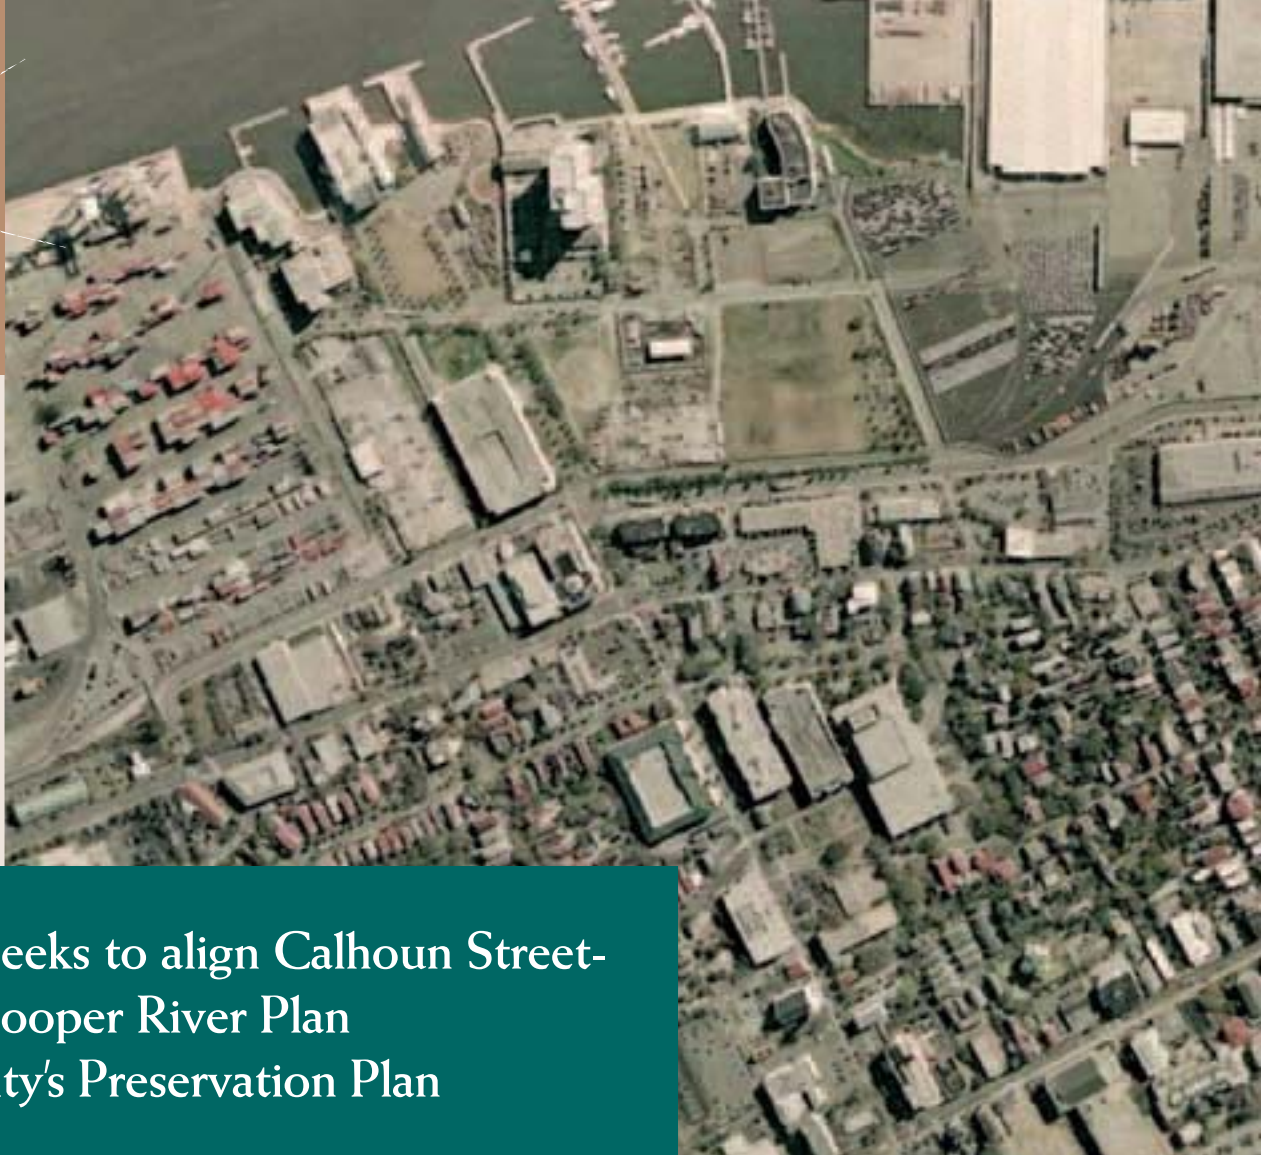 eeks to align Calhoun Street-
ooper River Plan
ty's Preservation Plan